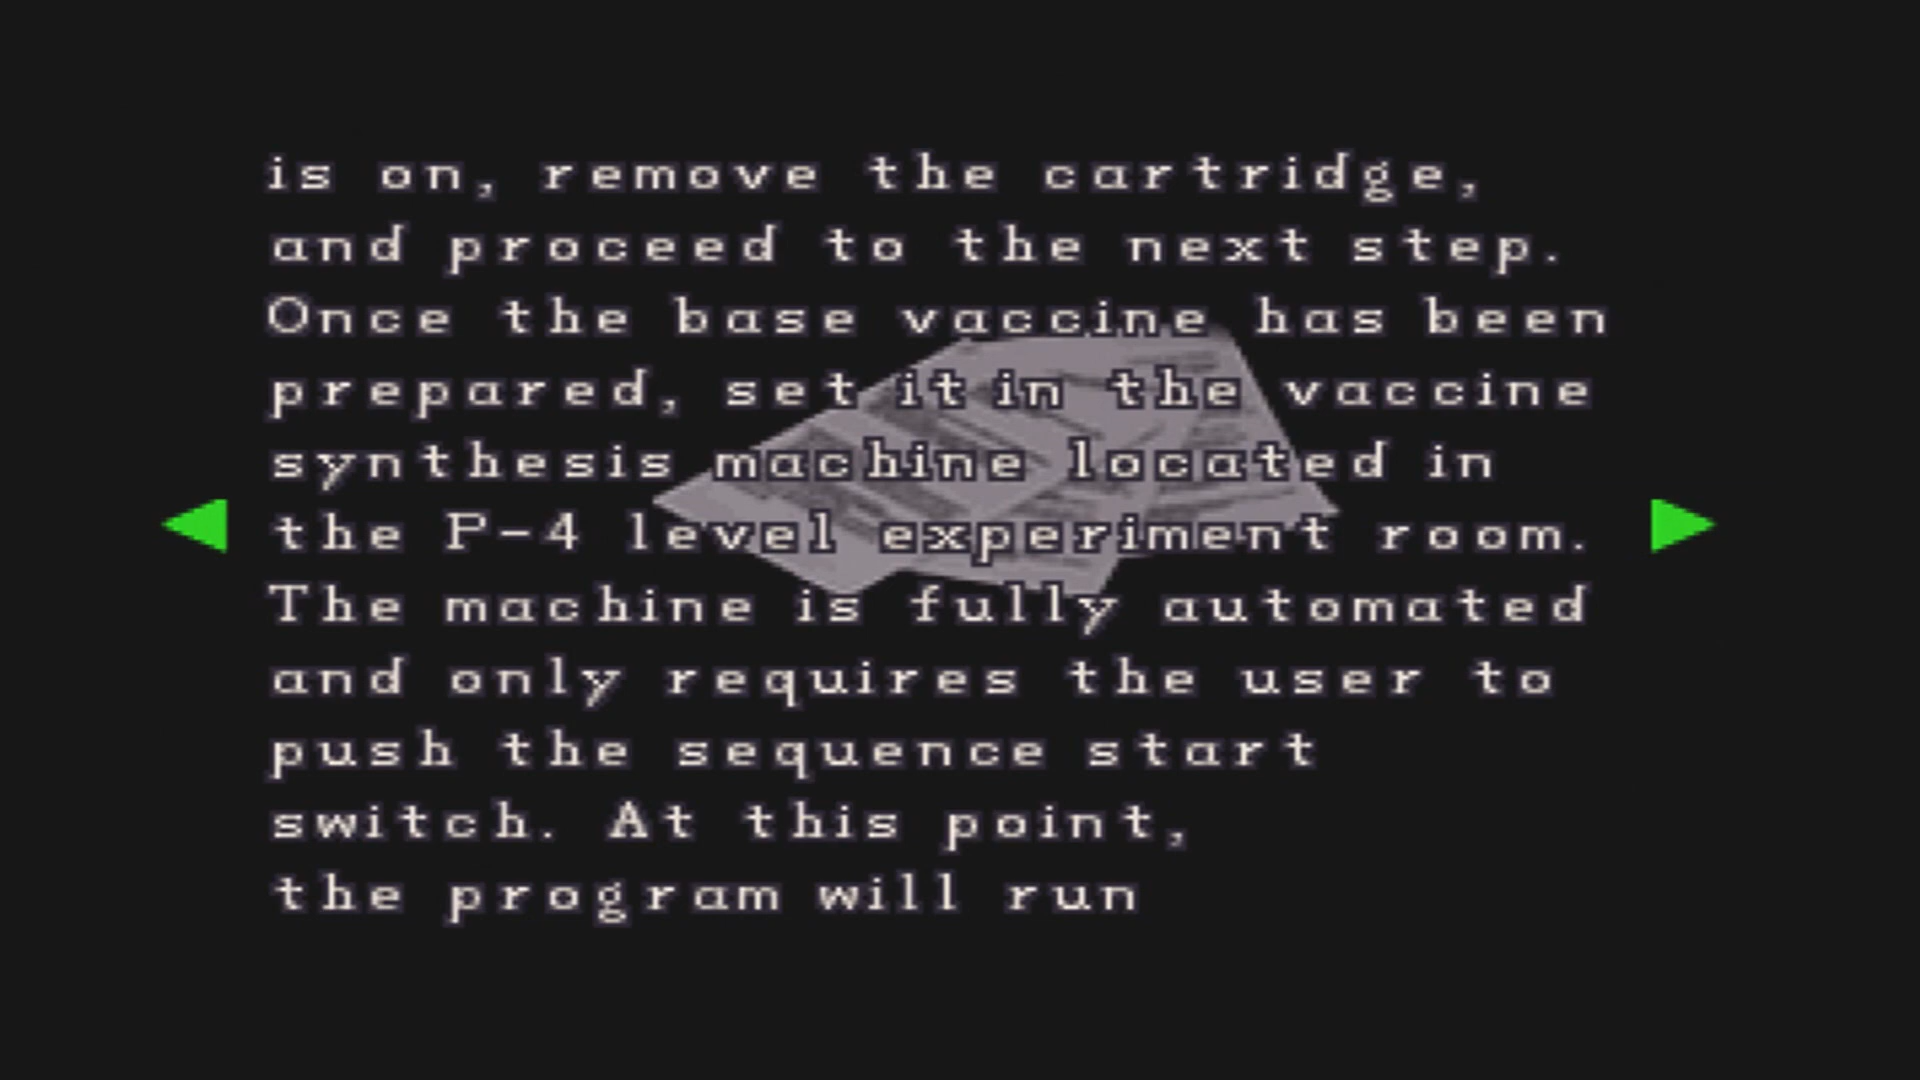 is on, remove the cartridge,
and proceed to the next step.
Once the base vaccine has been
prepared, set it in the vaccine
synthesis machine located in
the P-4 level experiment room.
The machine is fully automated
and only requires the user to
push the sequence start
switch. At this point,
the program will run